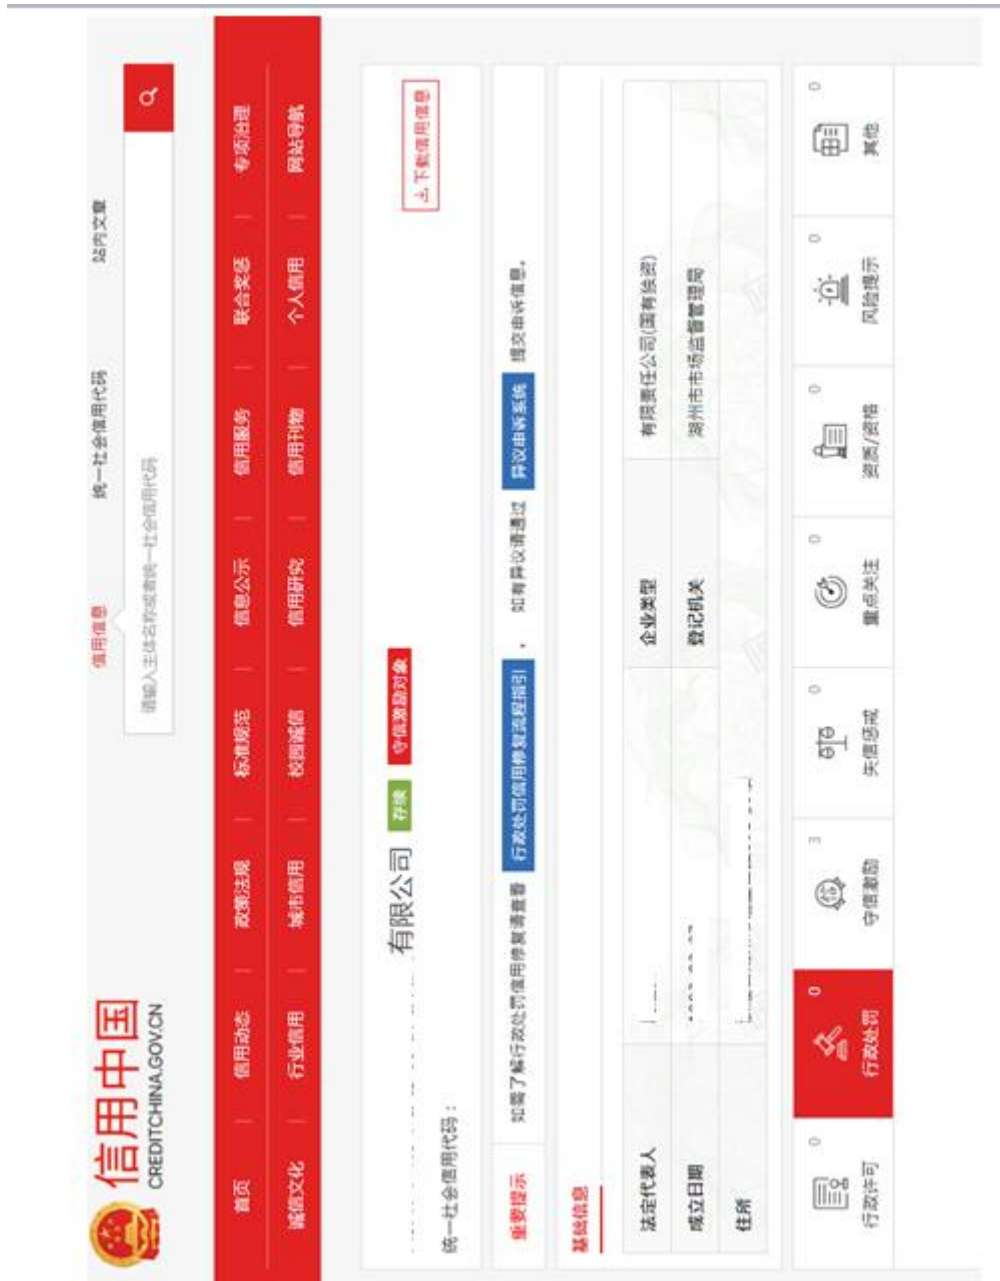 信用中国
CREDITCHINA.GOV.CN
信用信息
统一社会信用代码
站内文章
请输入主体名称或者统一社会信用代码
首页 | 信用动态 | 政策法规 | 标准规范 | 信息公示 | 信用服务 | 联合奖惩 | 专项治理
诚信文化 | 行业信用 | 城市信用 | 校园诚信 | 信用研究 | 信用刊物 | 个人信用 | 网站导航
有限公司 存续 守信激励对象
下载信用信息
统一社会信用代码:
重要提示 如需了解行政处罚信用修复请查看 行政处罚信用修复流程指引 , 如有异议请通过 异议申诉系统 提交申诉信息。
基础信息
法定代表人 企业类型 有限责任公司(国有独资)
成立日期 登记机关 湖州市市场监督管理局
住所
0 0 3 0 0 0 0 0
行政许可 行政处罚 守信激励 失信惩戒 重点关注 资质/资格 风险提示 其他